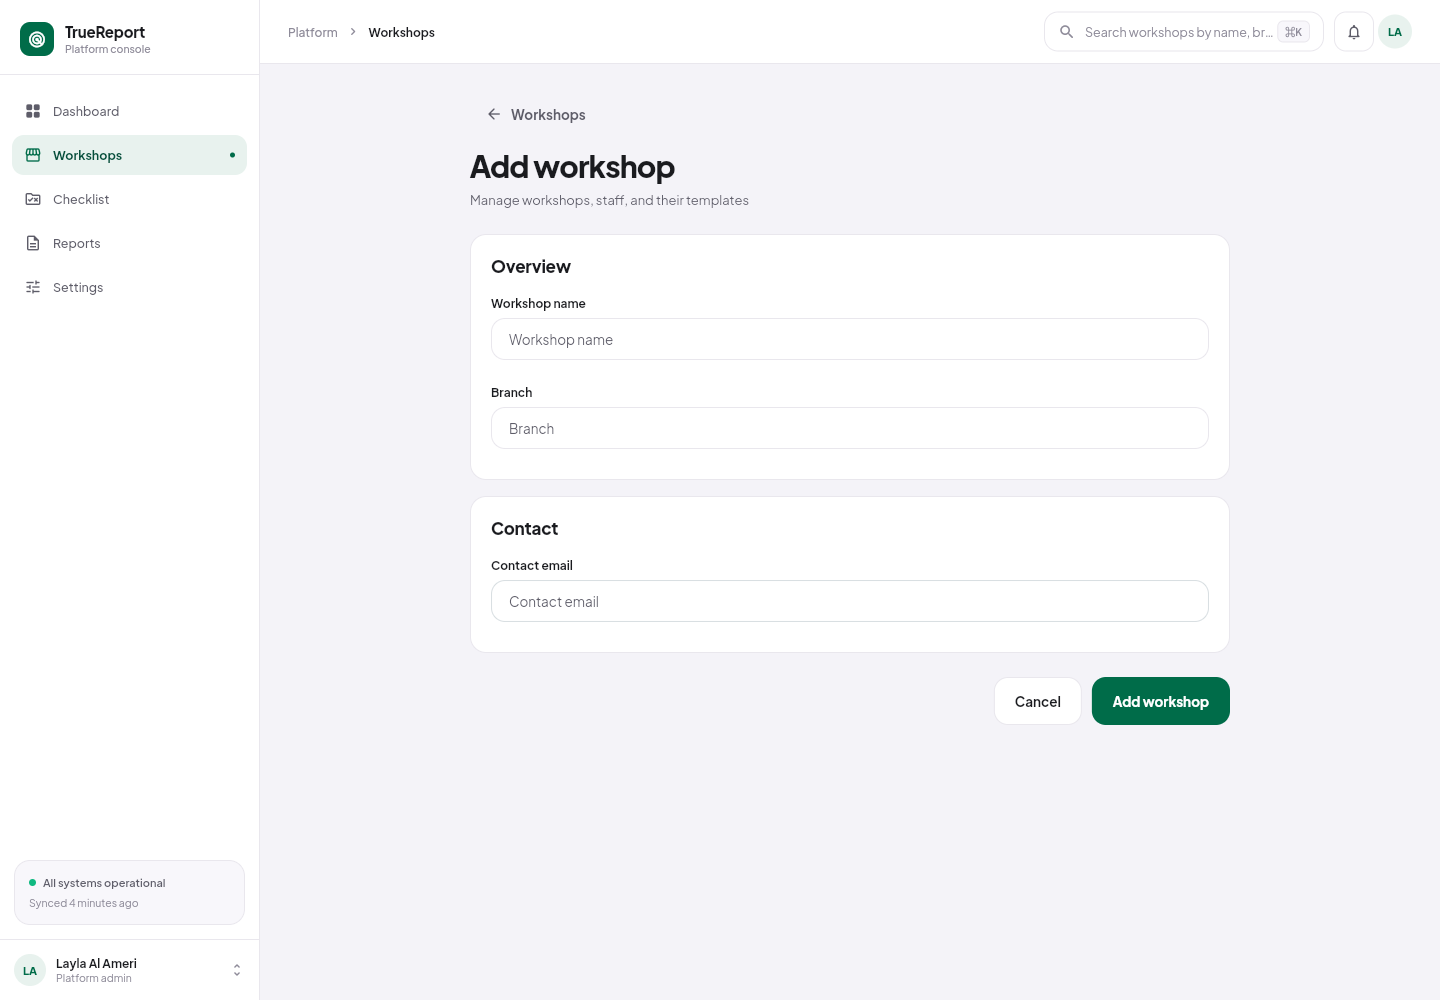 TrueReport
Platform console
Dashboard
Workshops
Checklist
Reports
Settings
All systems operational
Synced 4 minutes ago
LA
Layla Al Ameri
Platform admin
Platform > Workshops
Search workshops by name, br...
⌘K
LA
← Workshops
Add workshop
Manage workshops, staff, and their templates
Overview
Workshop name
Workshop name
Branch
Branch
Contact
Contact email
Contact email
Cancel
Add workshop